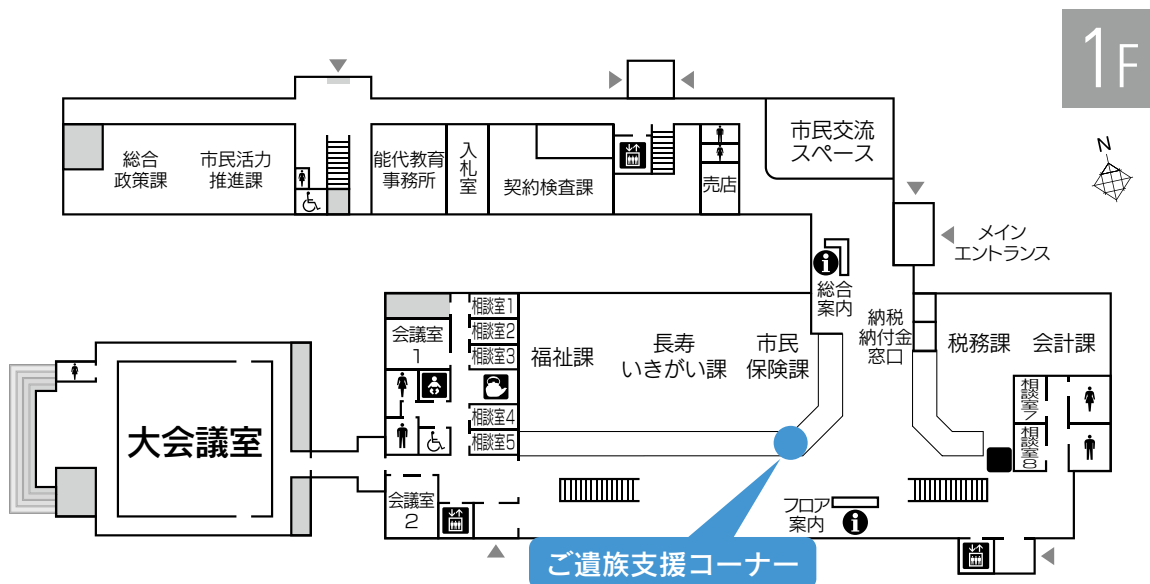 1F
N
市民交流
スペース
総合
政策課
市民活力
推進課
能代教育
事務所
入札室
契約検査課
売店
メイン
エントランス
総合
案内
納税
納付金
窓口
税務課
会計課
相談室1
相談室2
相談室3
会議室
1
福祉課
長寿
いきがい課
市民
保険課
相談室7
相談室8
相談室4
相談室5
大会議室
会議室
2
フロア
案内
ご遺族支援コーナー